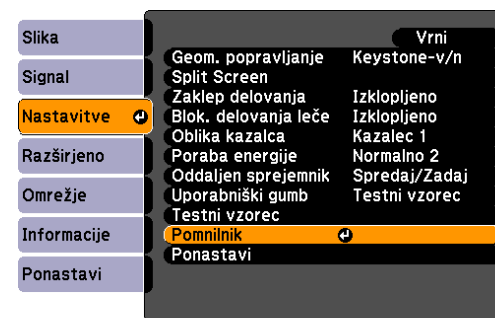 Slika
Signal
Nastavitve
Razširjeno
Omrežje
Informacije
Ponastavi
Vrni
Geom. popravljanje Keystone-v/n
Split Screen
Zaklep delovanja Izklopljeno
Blok. delovanja leče Izklopljeno
Oblika kazalca Kazalec 1
Poraba energije Normalno 2
Oddaljen sprejemnik Spredaj/Zadaj
Uporabniški gumb Testni vzorec
Testni vzorec
Pomnilnik
Ponastavi